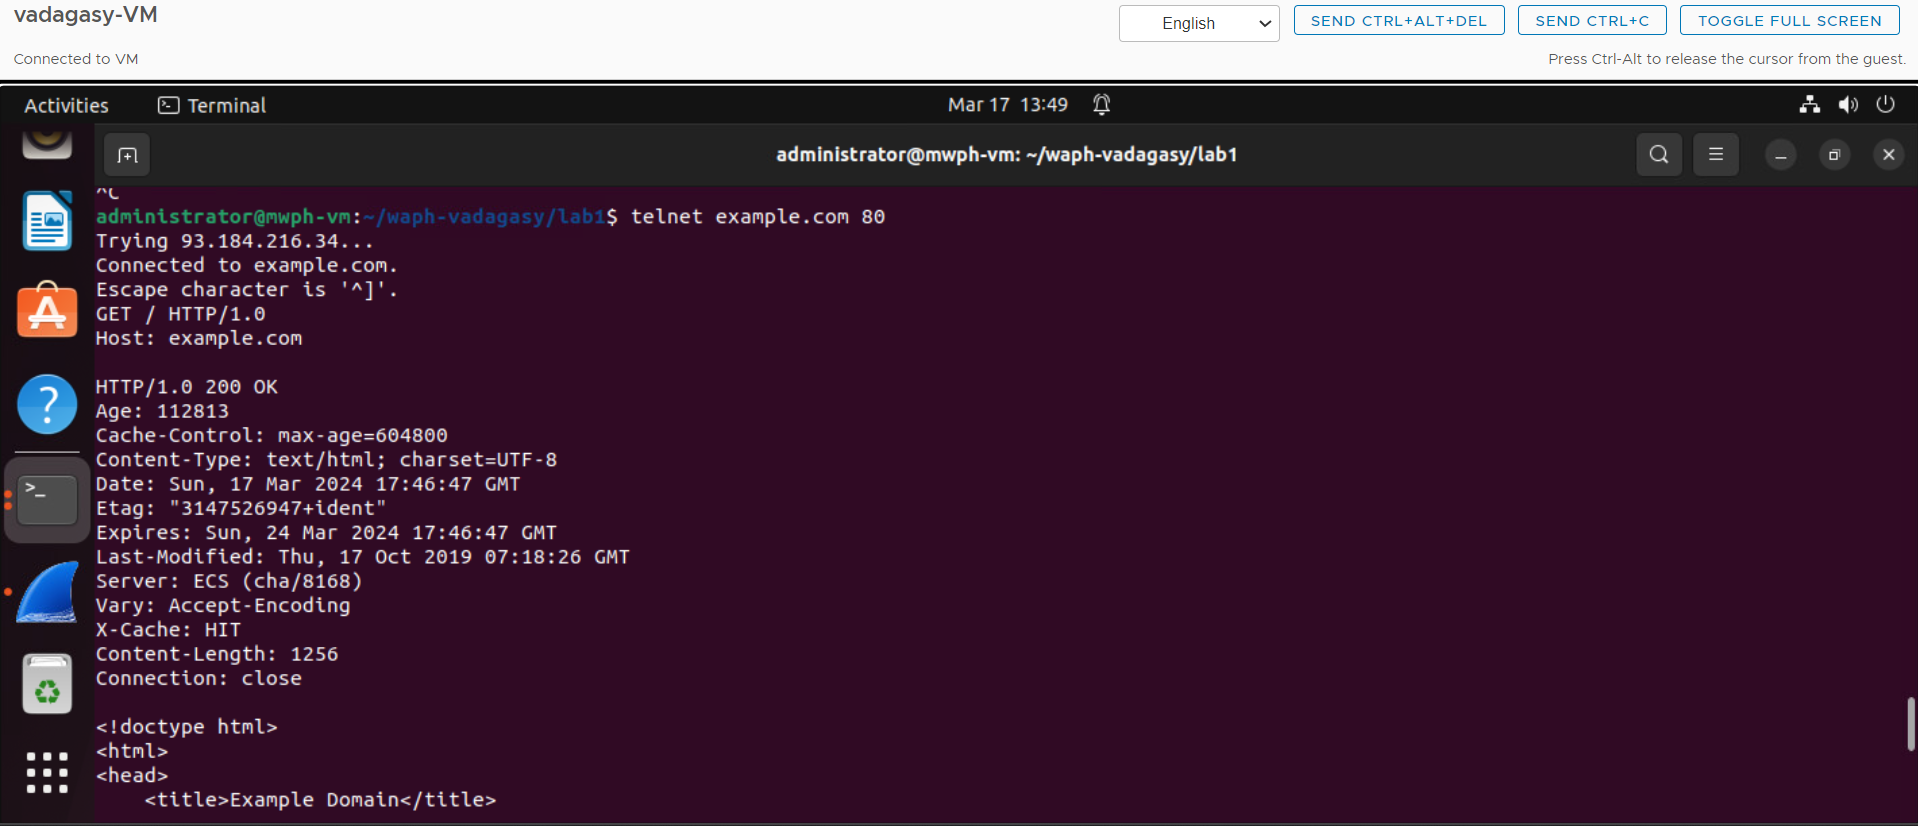 vadagasy-VM
English
SEND CTRL+ALT+DEL
SEND CTRL+C
TOGGLE FULL SCREEN
Connected to VM
Press Ctrl-Alt to release the cursor from the guest.
Activities
Terminal
Mar 17 13:49
administrator@mwph-vm: ~/waph-vadagasy/lab1
^C
administrator@mwph-vm:~/waph-vadagasy/lab1$ telnet example.com 80
Trying 93.184.216.34...
Connected to example.com.
Escape character is '^]'.
GET / HTTP/1.0
Host: example.com
HTTP/1.0 200 OK
Age: 112813
Cache-Control: max-age=604800
Content-Type: text/html; charset=UTF-8
Date: Sun, 17 Mar 2024 17:46:47 GMT
Etag: "3147526947+ident"
Expires: Sun, 24 Mar 2024 17:46:47 GMT
Last-Modified: Thu, 17 Oct 2019 07:18:26 GMT
Server: ECS (cha/8168)
Vary: Accept-Encoding
X-Cache: HIT
Content-Length: 1256
Connection: close
<!doctype html>
<html>
<head>
    <title>Example Domain</title>